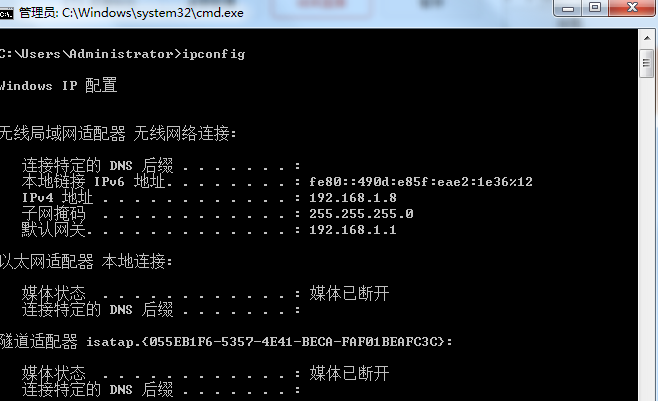 管理员: C:\Windows\system32\cmd.exe
C:\Users\Administrator>ipconfig
Windows IP 配置
无线局域网适配器 无线网络连接:
连接特定的 DNS 后缀 . . . . . . . :
本地链接 IPv6 地址. . . . . . . . : fe80::490d:e85f:eae2:1e36%12
IPv4 地址 . . . . . . . . . . . . : 192.168.1.8
子网掩码 . . . . . . . . . . . . : 255.255.255.0
默认网关. . . . . . . . . . . . . : 192.168.1.1
以太网适配器 本地连接:
媒体状态 . . . . . . . . . . . . : 媒体已断开
连接特定的 DNS 后缀 . . . . . . . :
隧道适配器 isatap.{055EB1F6-5357-4E41-BECA-FAF01BEAFC3C}:
媒体状态 . . . . . . . . . . . . : 媒体已断开
连接特定的 DNS 后缀 . . . . . . . :